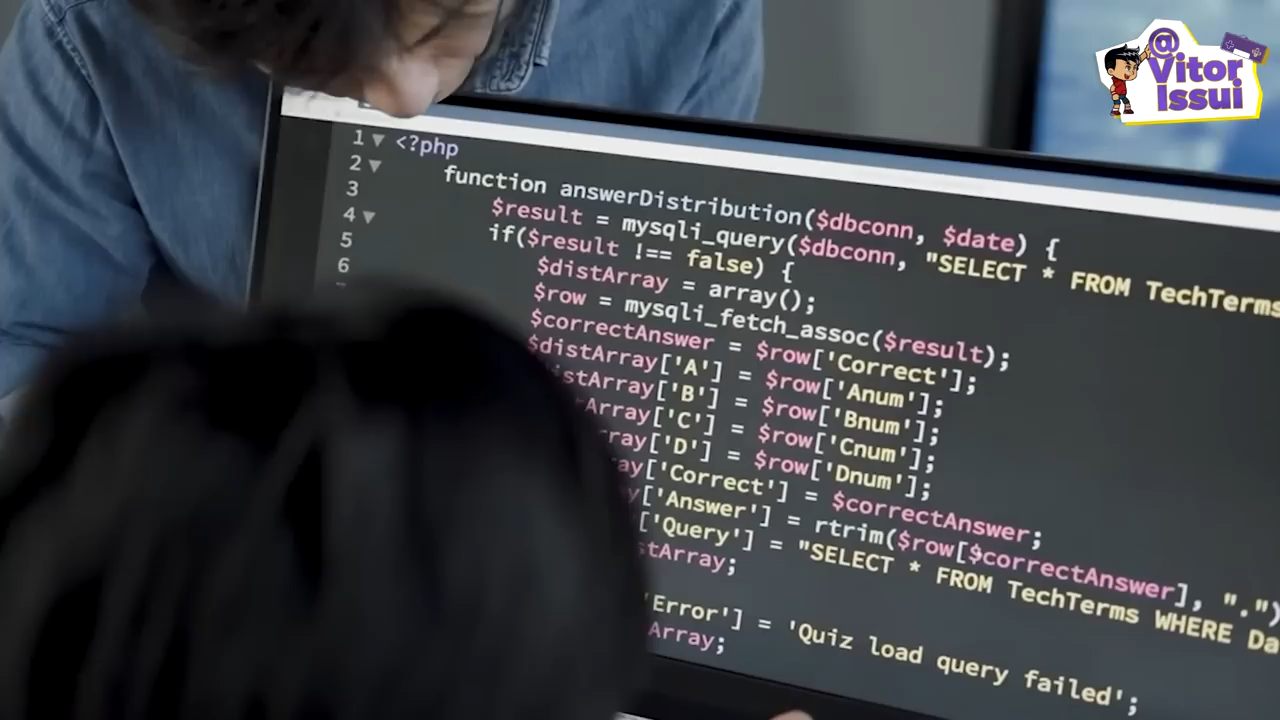 @
Vitor
Issui
1
<?php
2
function answerDistribution($dbconn, $date) {
3
$result = mysqli_query($dbconn, "SELECT * FROM TechTerms
4
if($result !== false) {
5
$distArray = array();
6
$row = mysqli_fetch_assoc($result);
$correctAnswer = $row['Correct'];
$distArray['A'] = $row['Anum'];
istArray['B'] = $row['Bnum'];
Array['C'] = $row['Cnum'];
ray['D'] = $row['Dnum'];
ay['Correct'] = $correctAnswer;
y['Answer'] = rtrim($row[$correctAnswer], ".")
['Query'] = "SELECT * FROM TechTerms WHERE Da
stArray;
'Error'] = 'Quiz load query failed';
Array;